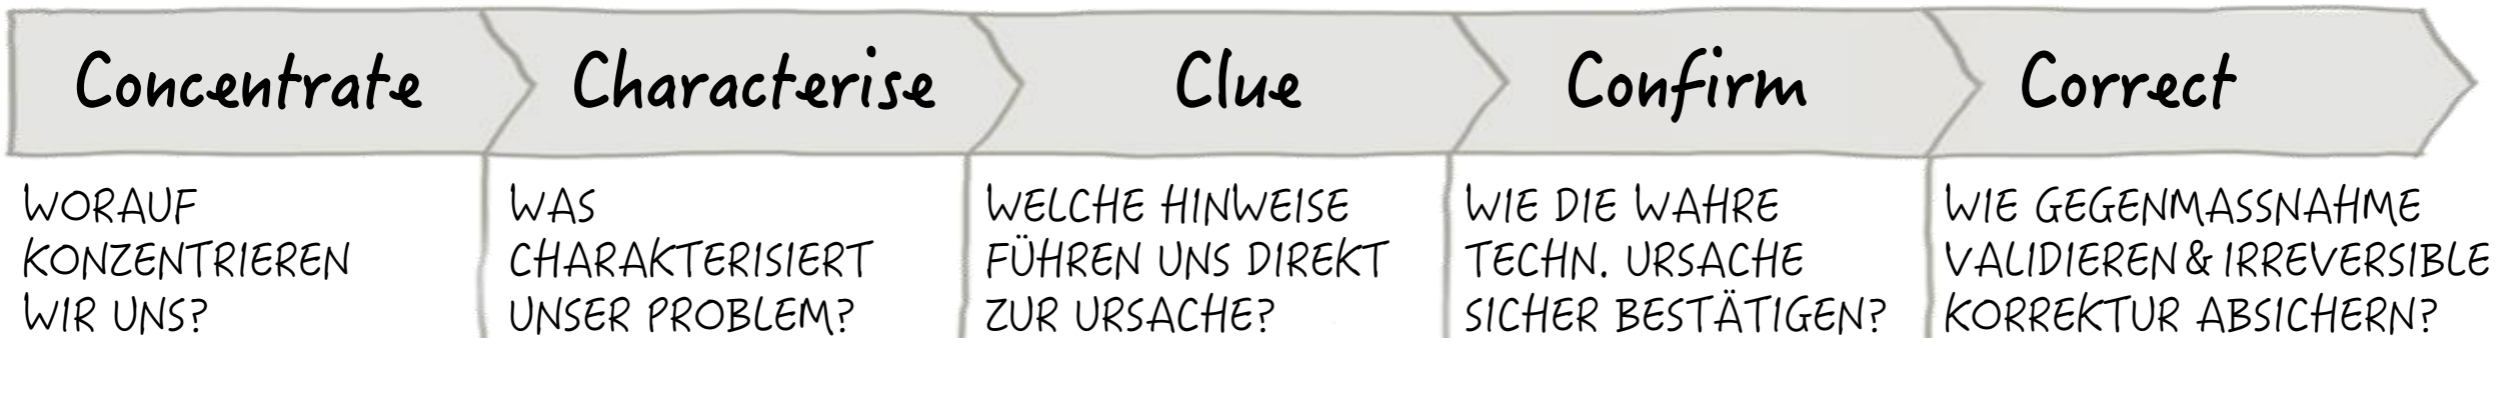 Concentrate
Characterise
Clue
Confirm
Correct
WORAUF
KONZENTRIEREN
WIR UNS?
WAS
CHARAKTERISIERT
UNSER PROBLEM?
WELCHE HINWEISE
FÜHREN UNS DIREKT
ZUR URSACHE?
WIE DIE WAHRE
TECHN. URSACHE
SICHER BESTÄTIGEN?
WIE GEGENMASSNAHME
VALIDIEREN & IRREVERSIBLE
KORREKTUR ABSICHERN?